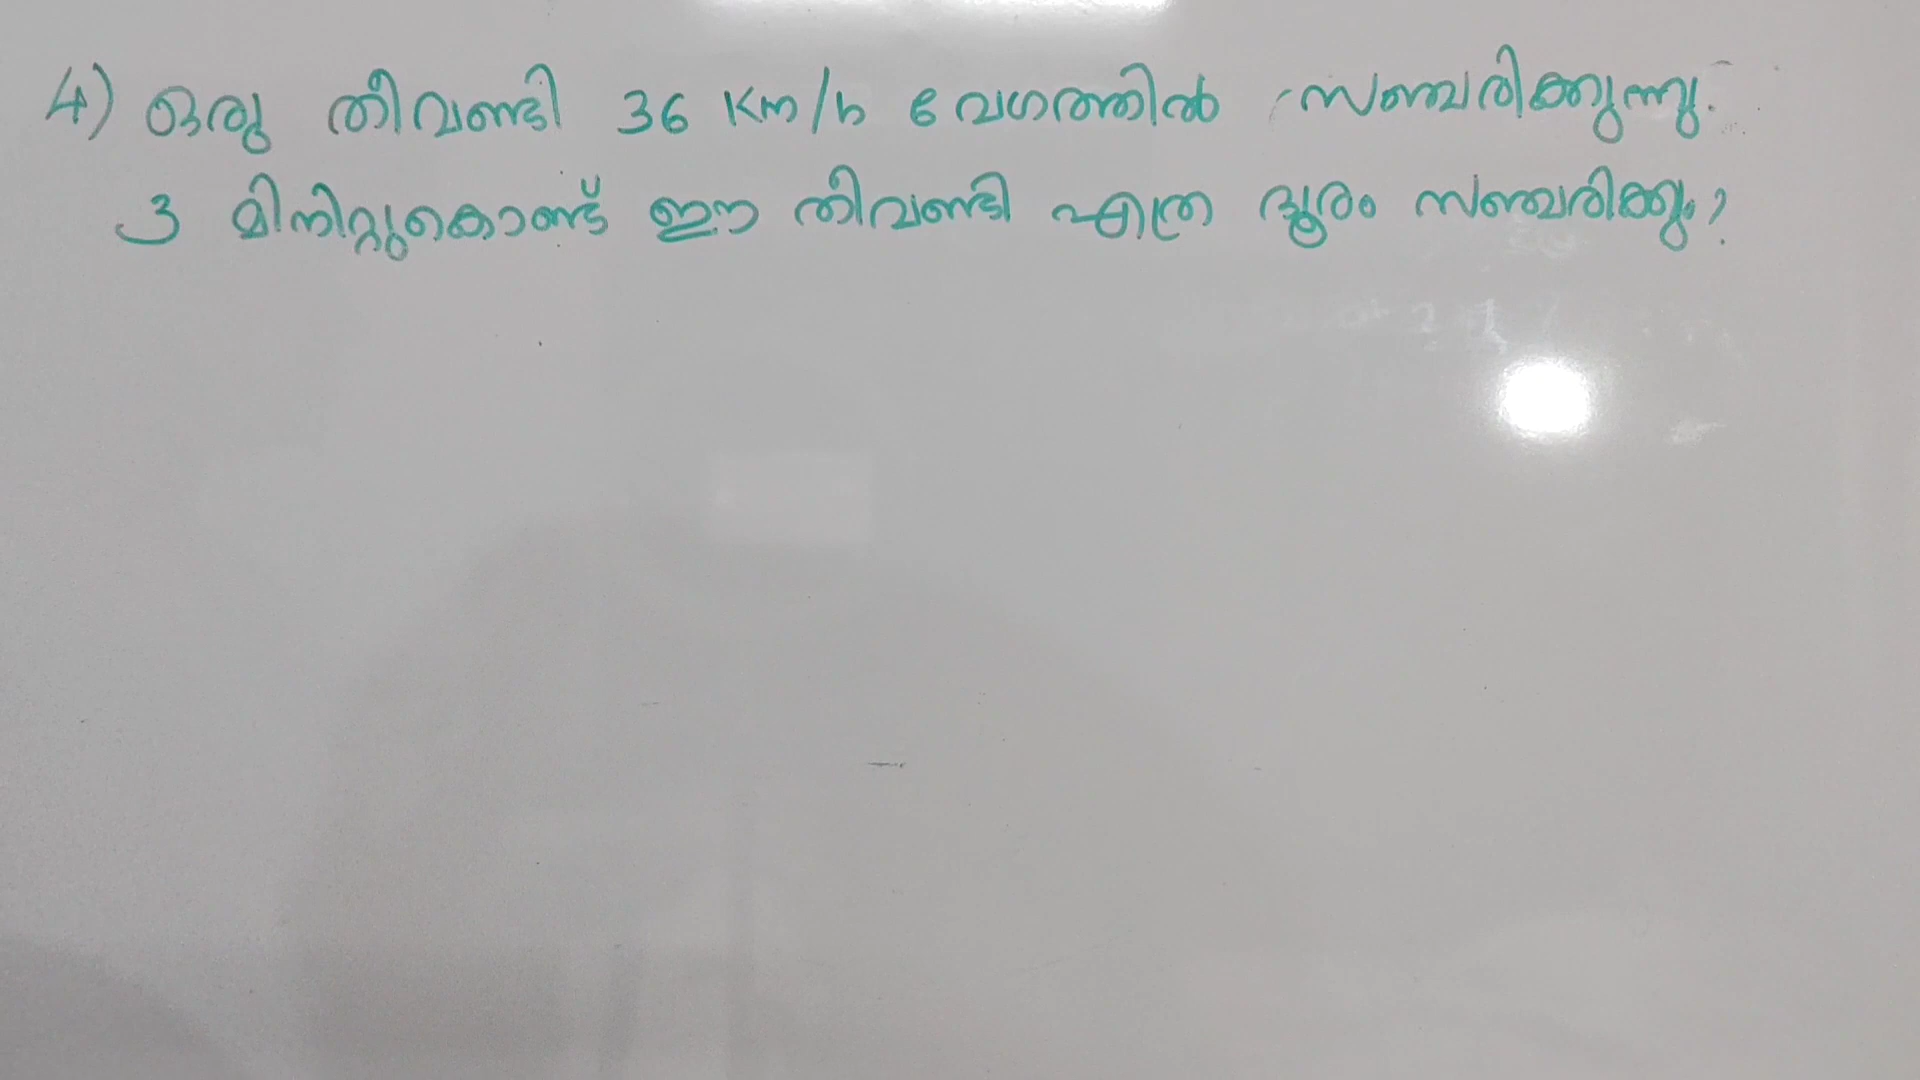 4) ഒരു തീവണ്ടി 36 Km/h വേഗത്തിൽ സഞ്ചരിക്കുന്നു.
3 മിനിറ്റുകൊണ്ട് ഈ തീവണ്ടി എത്ര ദൂരം സഞ്ചരിക്കും?